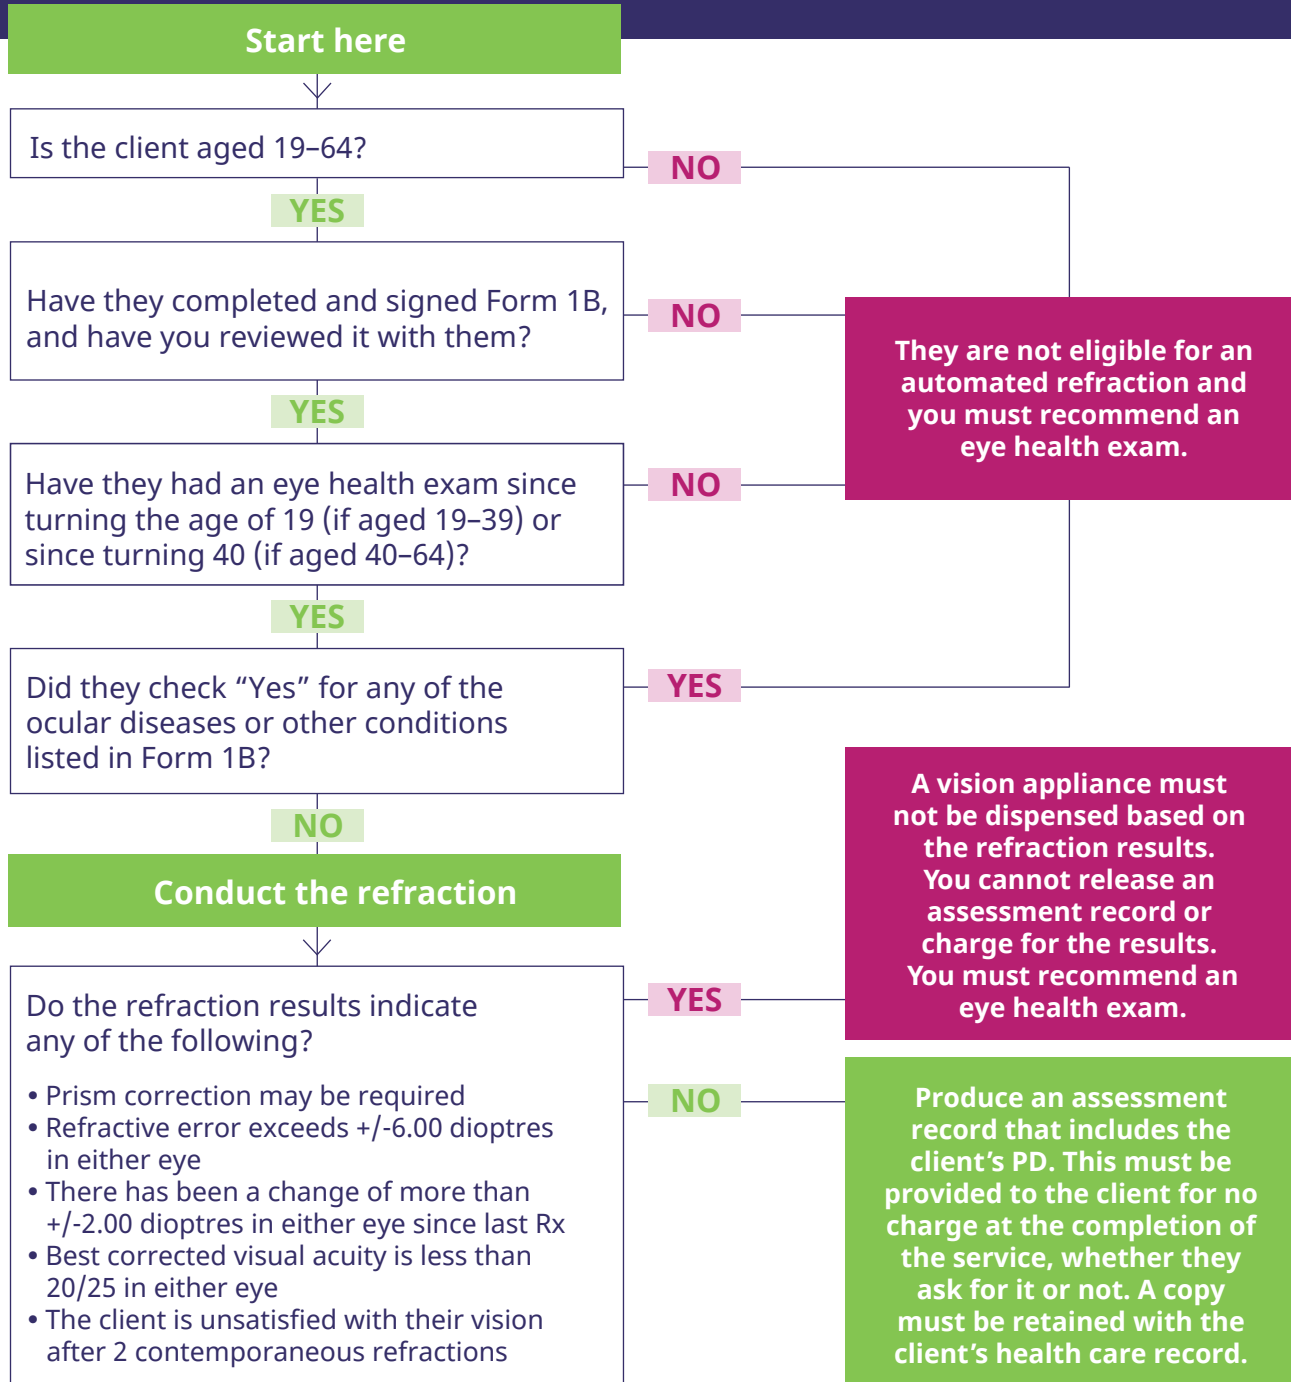 Start here
Is the client aged 19–64?
NO
YES
Have they completed and signed Form 1B,
and have you reviewed it with them?
NO
They are not eligible for an
automated refraction and
you must recommend an
eye health exam.
YES
Have they had an eye health exam since
turning the age of 19 (if aged 19–39) or
since turning 40 (if aged 40–64)?
NO
YES
Did they check “Yes” for any of the
ocular diseases or other conditions
listed in Form 1B?
YES
NO
Conduct the refraction
Do the refraction results indicate
any of the following?
• Prism correction may be required
• Refractive error exceeds +/-6.00 dioptres
in either eye
• There has been a change of more than
+/-2.00 dioptres in either eye since last Rx
• Best corrected visual acuity is less than
20/25 in either eye
• The client is unsatisfied with their vision
after 2 contemporaneous refractions
YES
A vision appliance must
not be dispensed based on
the refraction results.
You cannot release an
assessment record or
charge for the results.
You must recommend an
eye health exam.
NO
Produce an assessment
record that includes the
client’s PD. This must be
provided to the client for no
charge at the completion of
the service, whether they
ask for it or not. A copy
must be retained with the
client’s health care record.